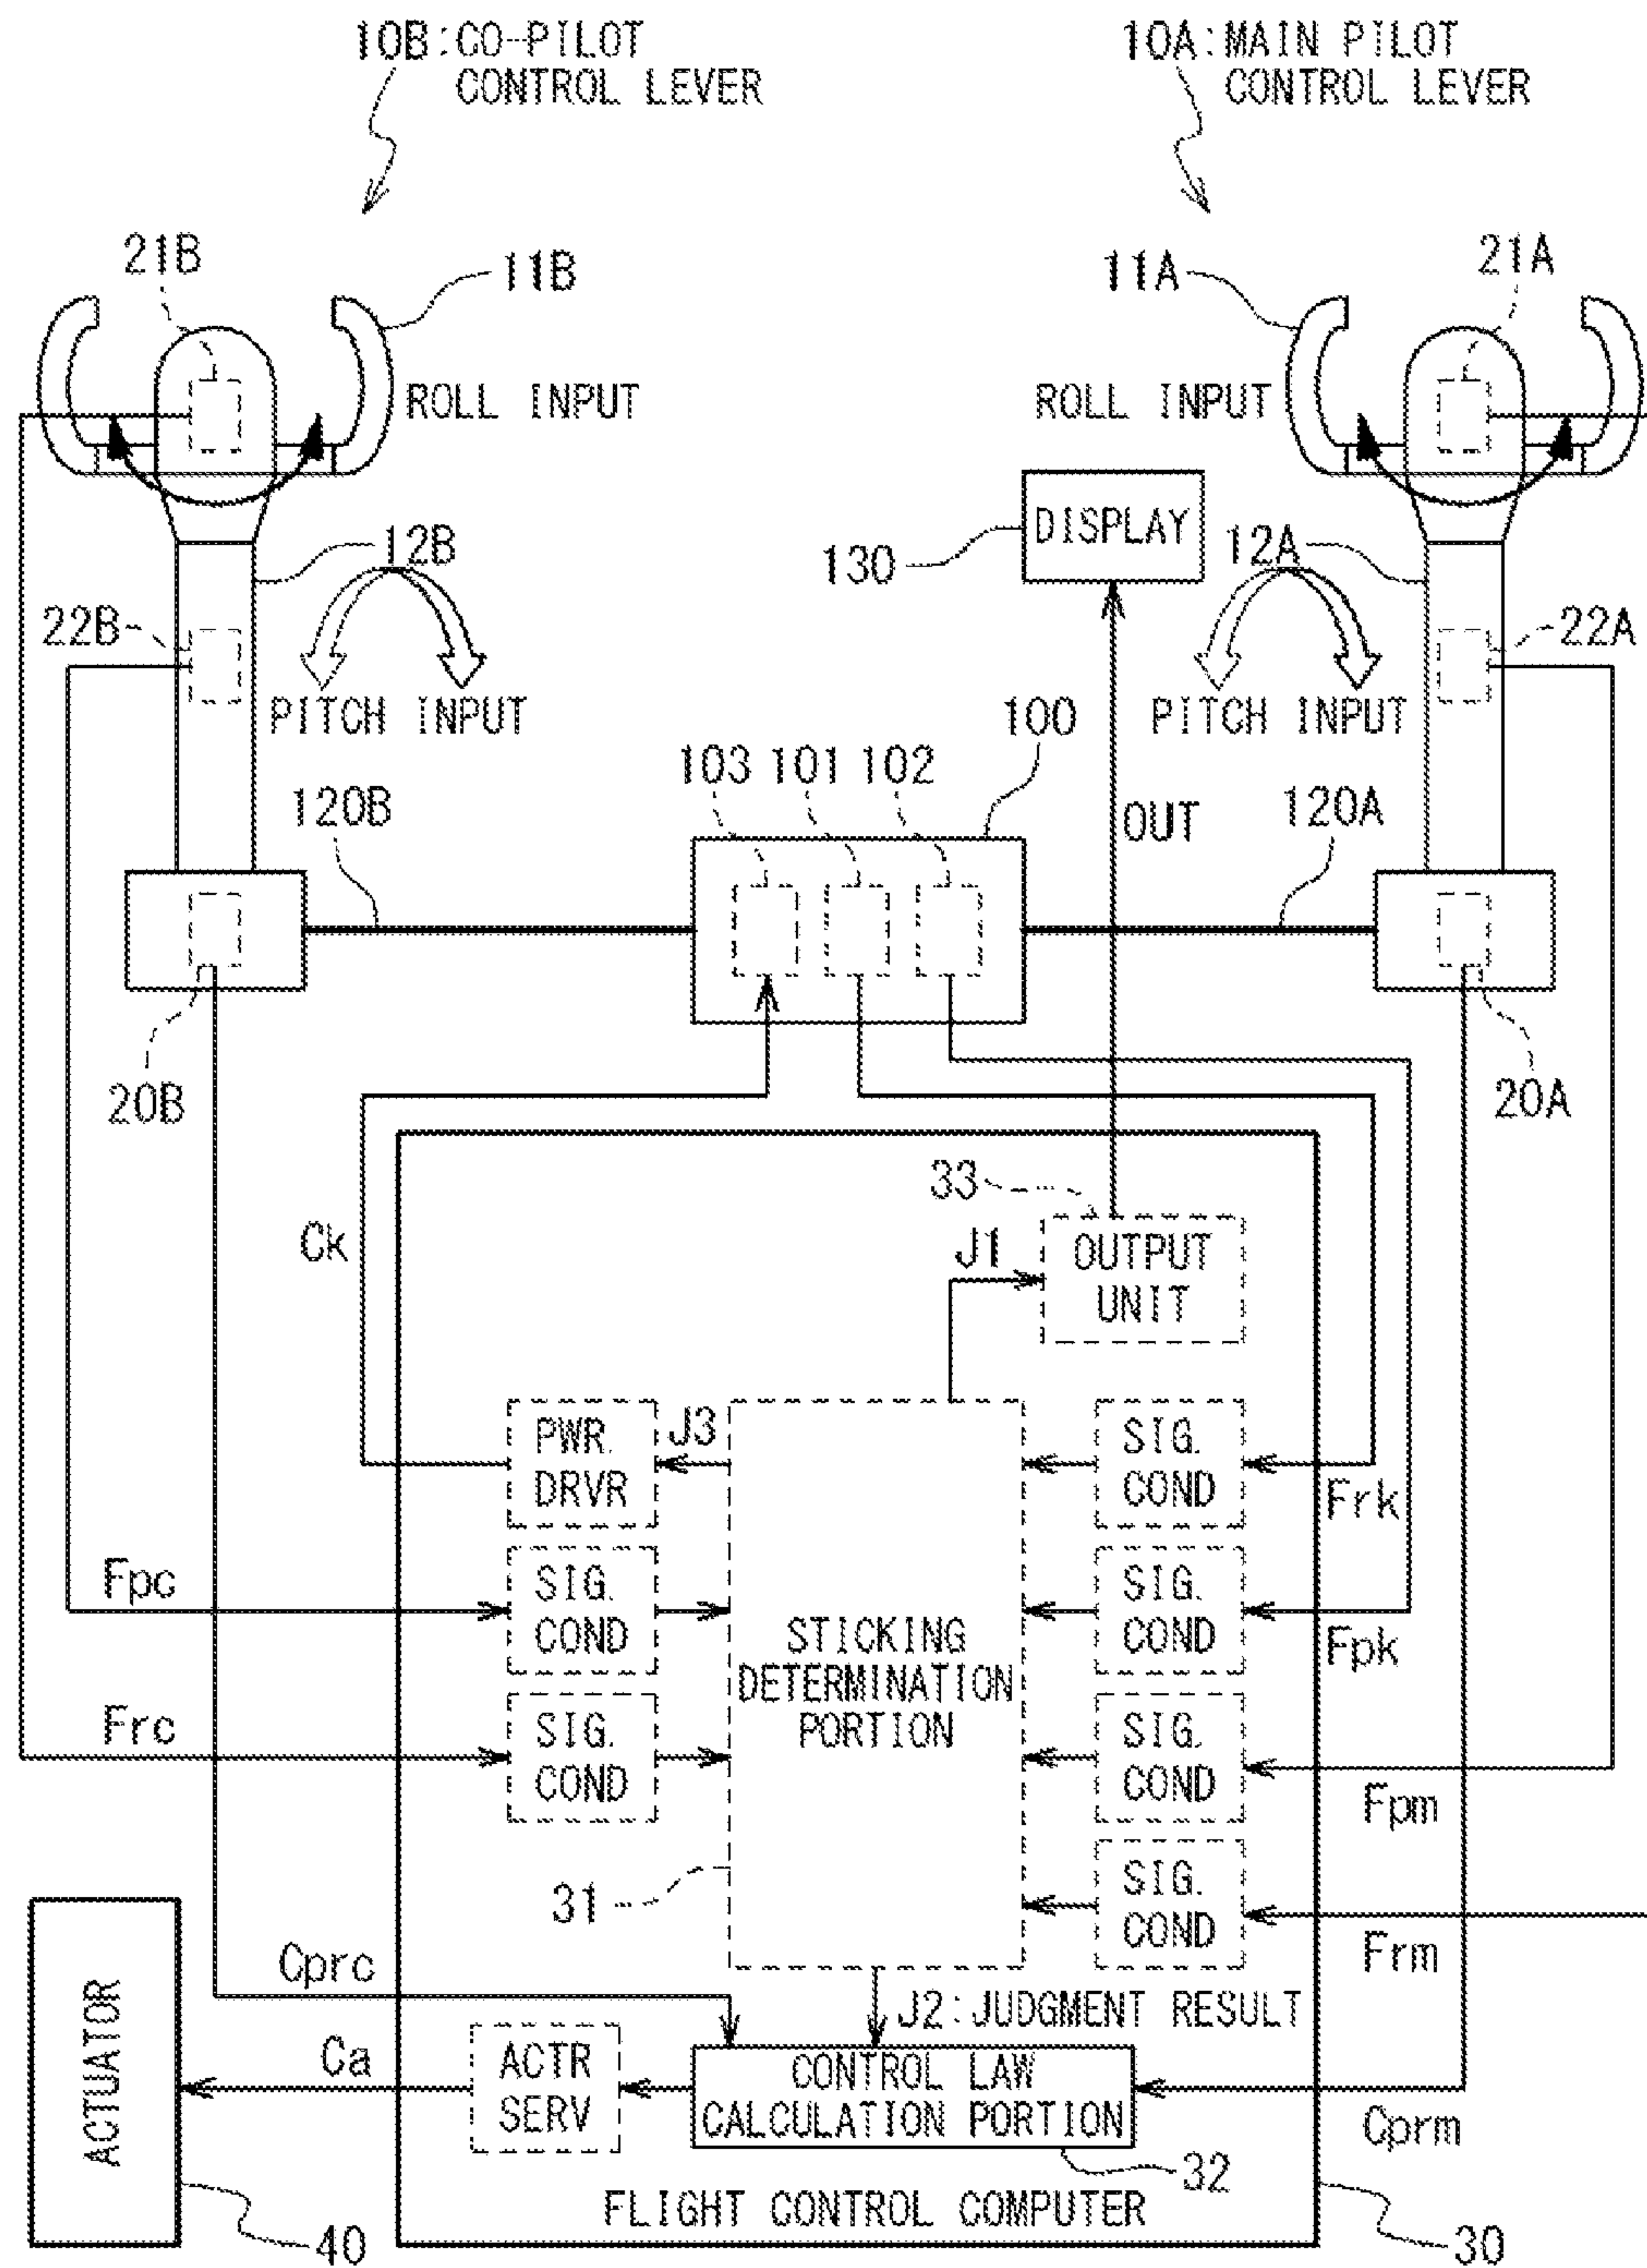 10B:CO-PILOT
CONTROL LEVER
10A:MAIN PILOT
CONTROL LEVER
21B
11B
11A
21A
ROLL INPUT
ROLL INPUT
DISPLAY
130
12B
12A
22B
22A
PITCH INPUT
PITCH INPUT
100
103
101
102
120B
OUT
120A
20B
20A
33
Ck
J1
OUTPUT
UNIT
PWR.
DRVR
J3
SIG.
COND
Frk
Fpc
SIG.
COND
STICKING
DETERMINATION
PORTION
SIG.
COND
Fpk
Frc
SIG.
COND
SIG.
COND
Fpm
31
SIG.
COND
Frm
Cprc
J2:JUDGMENT RESULT
ACTUATOR
Ca
ACTR
SERV
CONTROL LAW
CALCULATION PORTION
Cprm
32
FLIGHT CONTROL COMPUTER
40
30